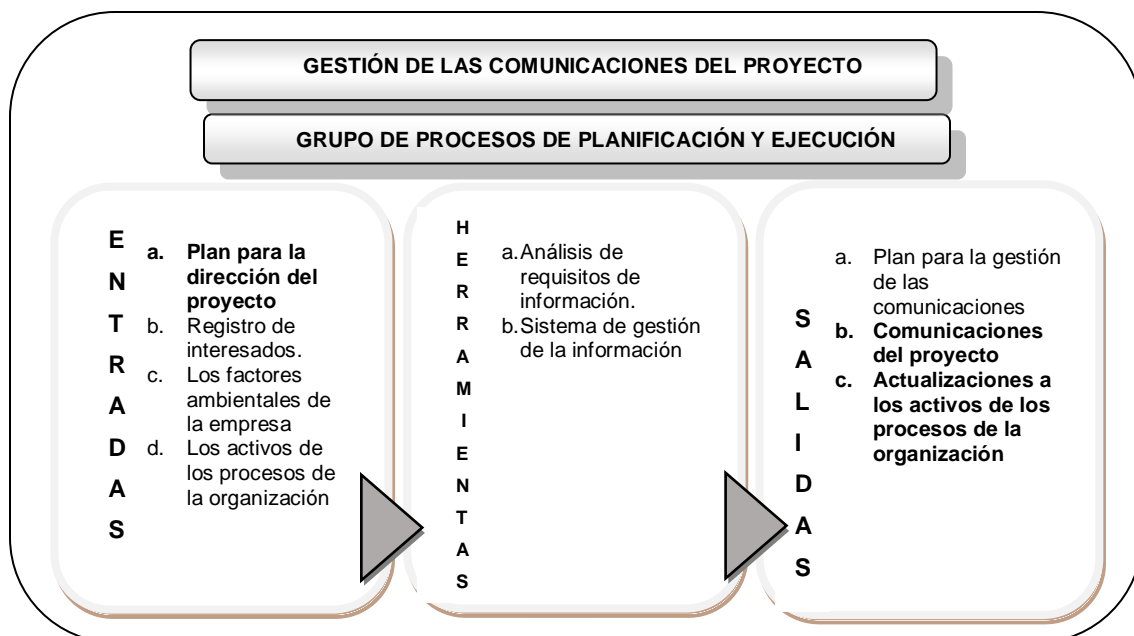 GESTIÓN DE LAS COMUNICACIONES DEL PROYECTO
GRUPO DE PROCESOS DE PLANIFICACIÓN Y EJECUCIÓN
ENTRADAS
a. Plan para la
dirección del
proyecto
b. Registro de
interesados.
c. Los factores
ambientales de
la empresa
d. Los activos de
los procesos de
la organización
HERRAMIENTAS
a.Análisis de
requisitos de
información.
b.Sistema de gestión
de la información
SALIDAS
a. Plan para la gestión
de las
comunicaciones
b. Comunicaciones
del proyecto
c. Actualizaciones a
los activos de los
procesos de la
organización